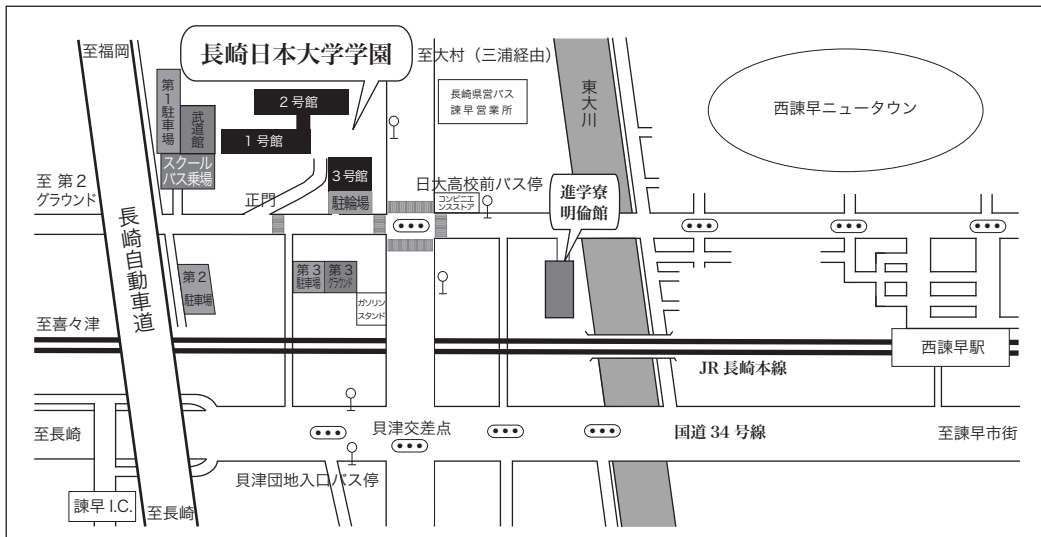 至福岡
長崎日本大学学園
至大村（三浦経由）
長崎県営バス
諫早営業所
東大川
西諫早ニュータウン
第1駐車場
武道館
2号館
1号館
スクール
バス乗場
3号館
駐輪場
日大高校前バス停
コンビニエ
ンスストア
進学寮
明倫館
至 第2
グラウンド
正門
長崎自動車道
第2
駐車場
第3
駐車場
第3
グラウンド
ガソリン
スタンド
至喜々津
西諫早駅
JR長崎本線
至長崎
貝津交差点
国道34号線
至諫早市街
貝津団地入口バス停
諫早I.C.
至長崎